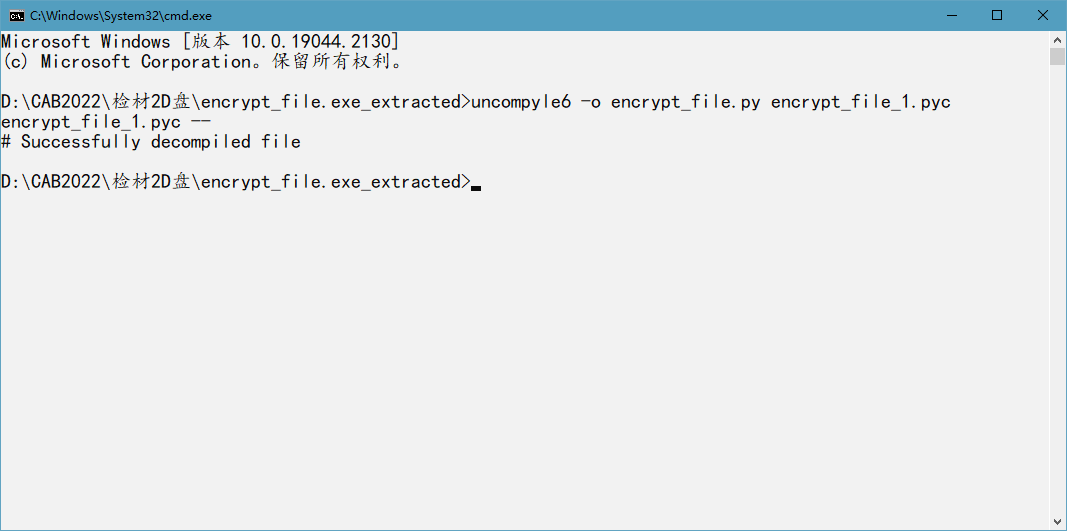 C:\Windows\System32\cmd.exe
Microsoft Windows [版本 10.0.19044.2130]
(c) Microsoft Corporation。保留所有权利。
D:\CAB2022\检材2D盘\encrypt_file.exe_extracted>uncompyle6 -o encrypt_file.py encrypt_file_1.pyc
encrypt_file_1.pyc --
# Successfully decompiled file
D:\CAB2022\检材2D盘\encrypt_file.exe_extracted>